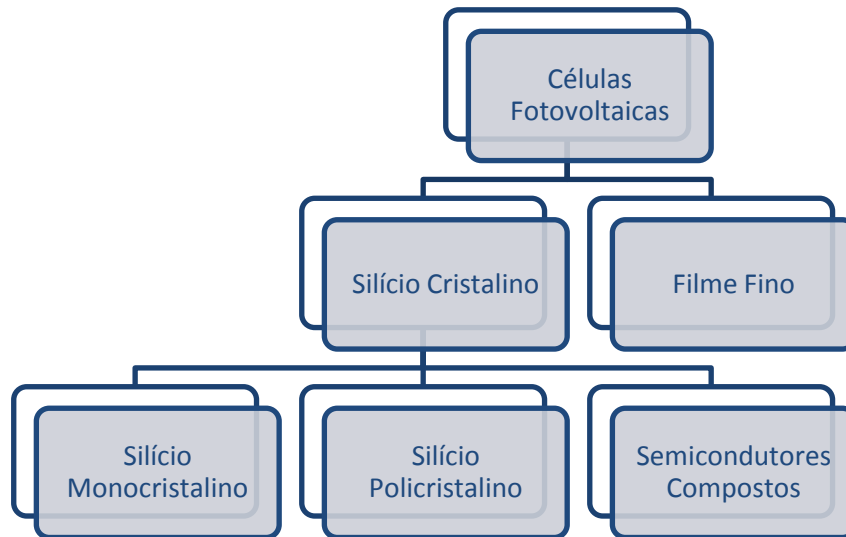 Células
Fotovoltaicas
Silício Cristalino
Filme Fino
Silício
Monocristalino
Silício
Policristalino
Semicondutores
Compostos